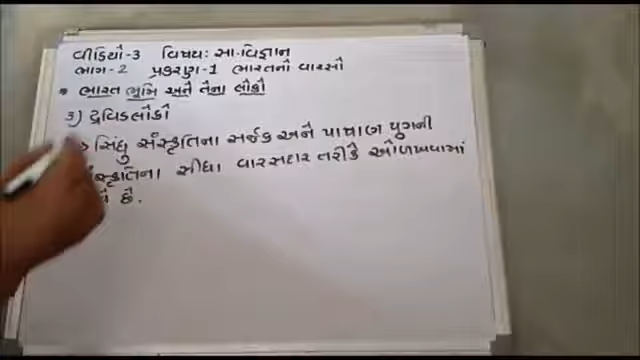 વીડિયો-3 વિષય: સા.વિજ્ઞાન
ભાગ-2 પ્રકરણ-1 ભારતનો વારસો
* ભારત ભૂમિ અને તેના લોકો
3) દ્રવિડલોકો
સિંધુ સંસ્કૃતિના સર્જક અને પાષાણ યુગની
સંસ્કૃતિના સીધા વારસદાર તરીકે ઓળખવામાં
છે.